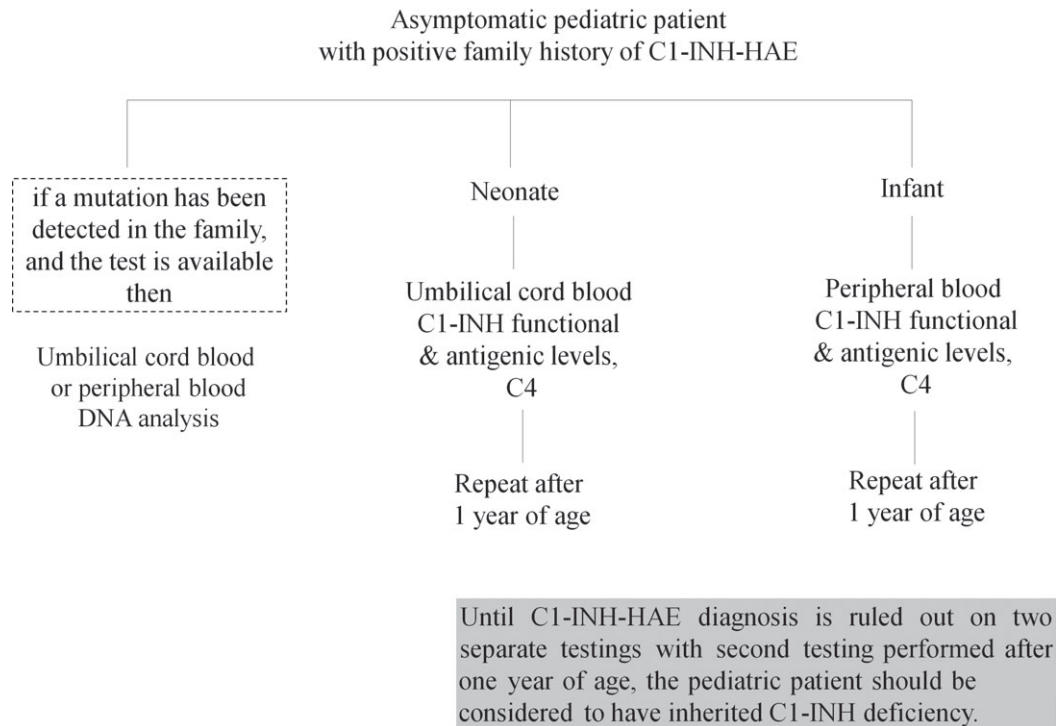 Asymptomatic pediatric patient
with positive family history of C1-INH-HAE
if a mutation has been
detected in the family,
and the test is available
then
Umbilical cord blood
or peripheral blood
DNA analysis
Neonate
Umbilical cord blood
C1-INH functional
& antigenic levels,
C4
Repeat after
1 year of age
Infant
Peripheral blood
C1-INH functional
& antigenic levels,
C4
Repeat after
1 year of age
Until C1-INH-HAE diagnosis is ruled out on two
separate testings with second testing performed after
one year of age, the pediatric patient should be
considered to have inherited C1-INH deficiency.